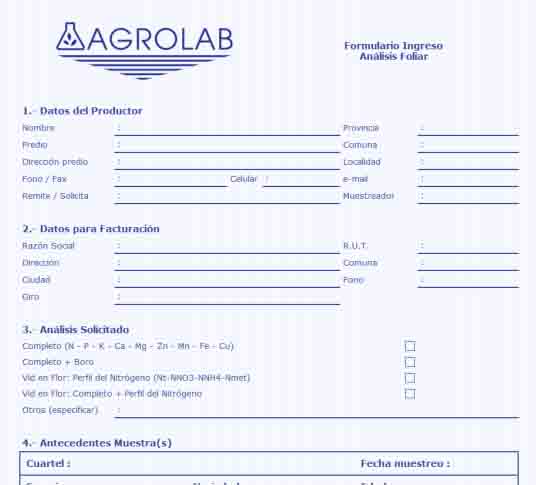 AGROLAB
Formulario Ingreso
Análisis Foliar
1.- Datos del Productor
Nombre : Provincia :
Predio : Comuna :
Dirección predio : Localidad :
Fono / Fax : Celular : e-mail :
Remite / Solicita : Muestreador :
2.- Datos para Facturación
Razón Social : R.U.T. :
Dirección : Comuna :
Ciudad : Fono :
Giro :
3.- Análisis Solicitado
Completo (N - P - K - Ca - Mg - Zn - Mn - Fe - Cu)
Completo + Boro
Vid en Flor: Perfil del Nitrógeno (Nt-NNO3-NNH4-Nmet)
Vid en Flor: Completo + Perfil del Nitrógeno
Otros (especificar) :
4.- Antecedentes Muestra(s)
Cuartel : Fecha muestreo :